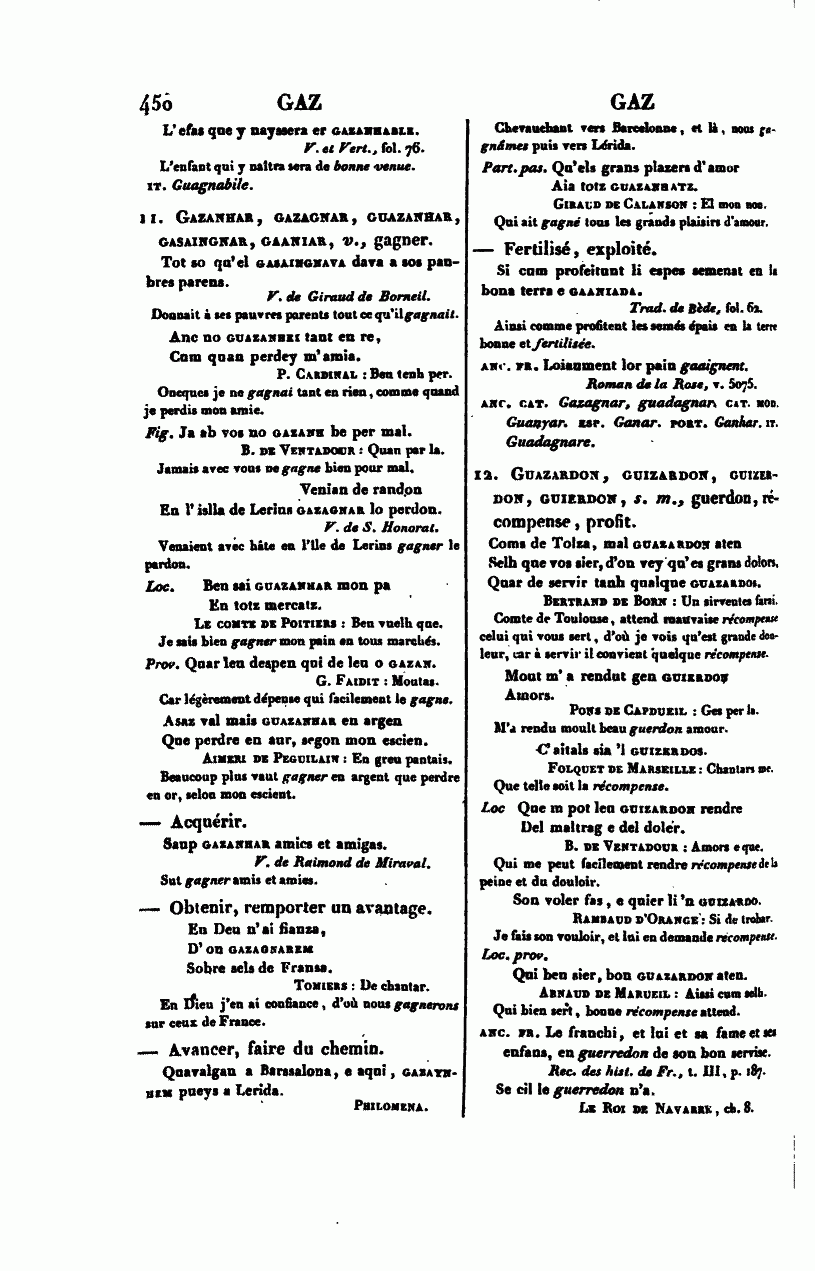 450 GAZ
L'efas que y nayssera er GAZANHABLE.
V. et Vert., fol. 76.
L'enfant qui y naîtra sera de bonne venue.
IT. Guagnabile.
11. GAZANHAR, GAZAGNAR, GUAZANHAR,
GASAINGNAR, GAANIAR, v., gagner.
Tot so qu'el GASAINGNAVA dava a sos pau-
bres parens.
V. de Giraud de Borneil.
Donnait à ses pauvres parents tout ce qu'il gagnait.
Anc no GUAZANHEI tant en re,
Cum quan perdey m'amia.
P. CARDINAL : Ben tenh per.
Oncques je ne gagnai tant en rien, comme quand
je perdis mon amie.
Fig. Ja ab vos no GAZANH be per mal.
B. DE VENTADOUR : Quan par la.
Jamais avec vous ne gagne bien pour mal.
Venian de randon
En l'islla de Lerins GAZAGNAR lo perdon.
V. de S. Honorat.
Venaient avec hâte en l'île de Lerins gagner le
pardon.
Loc. Ben sai GUAZANHAR mon pa
En totz mercatz.
LE COMTE DE POITIERS : Ben vuelh que.
Je sais bien gagner mon pain en tous marchés.
Prov. Quar leu despen qui de leu o GAZAN.
G. FAIDIT : Moutas.
Car légèrement dépense qui facilement le gagne.
Asaz val mais GUAZANHAR en argen
Que perdre en aur, segon mon escien.
AIMERI DE PEGUILAIN : En greu pantais.
Beaucoup plus vaut gagner en argent que perdre
en or, selon mon escient.
— Acquérir.
Saup GAZANHAR amics et amigas.
V. de Raimond de Miraval.
Sut gagner amis et amies.
— Obtenir, remporter un avantage.
En Deu n'ai fianza,
D'on GAZAGNAREM
Sobre sels de Fransa.
TOMIERS : De chantar.
En Dieu j'en ai confiance, d'où nous gagnerons
sur ceux de France.
— Avancer, faire du chemin.
Quavalgan a Barsalona, e aqui, GAZAYN-
HEM pueys a Lerida.
PHILOMENA.
GAZ
Chevauchant vers Barcelonne, et là, nous ga-
gnâmes puis vers Lérida.
Part. pas. Qu'els grans plazers d'amor
Aia totz GUAZANHATZ.
GIRAUD DE CALANSON : El mon non.
Qui ait gagné tous les grands plaisirs d'amour.
— Fertilisé, exploité.
Si cum profeitunt li espes semenat en la
bona terra e GAANIADA.
Trad. de Bède, fol. 62.
Ainsi comme profitent les semés épais en la terre
bonne et fertilisée.
ANC. FR. Loiaument lor pain gaaignent.
Roman de la Rose, v. 5075.
ANC. CAT. Gazagnar, guadagnar. CAT. MOD.
Guanyar. ESP. Ganar. PORT. Ganhar. IT.
Guadagnare.
12. GUAZARDON, GUIZARDON, GUIZER-
DON, GUIERDON, s. m., guerdon, ré-
compense, profit.
Coms de Tolza, mal GUAZARDON aten
Selh que vos sier, d'on vey qu'es grans dolors,
Quar de servir tanh qualque GUAZARDOS.
BERTRAND DE BORN : Un sirventes farai.
Comte de Toulouse, attend mauvaise récompense
celui qui vous sert, d'où je vois qu'est grande dou-
leur, car à servir il convient quelque récompense.
Mout m'a rendut gen GUIERDON
Amors.
PONS DE CAPDUEIL : Ges per la.
M'a rendu moult beau guerdon amour.
C'aitals sia 'l GUIZERDOS.
FOLQUET DE MARSEILLE : Chantars me.
Que telle soit la récompense.
Loc Que m pot leu GUIZARDON rendre
Del maltrag e del doler.
B. DE VENTADOUR : Amors e que.
Qui me peut facilement rendre récompense de la
peine et du douloir.
Son voler fas, e quier li 'n GUIZARDO.
RAMBAUD D'ORANGE : Si de trobar.
Je fais son vouloir, et lui en demande récompense.
Loc. prov.
Qui ben sier, bon GUAZARDON aten.
ARNAUD DE MARUEIL : Aissi cum selh.
Qui bien sert, bonne récompense attend.
ANC. FR. Le franchi, et lui et sa fame et ses
enfans, en guerredon de son bon servise.
Rec. des hist. de Fr., t. III, p. 187.
Se cil le guerredon n'a.
LE ROI DE NAVARRE, ch. 8.